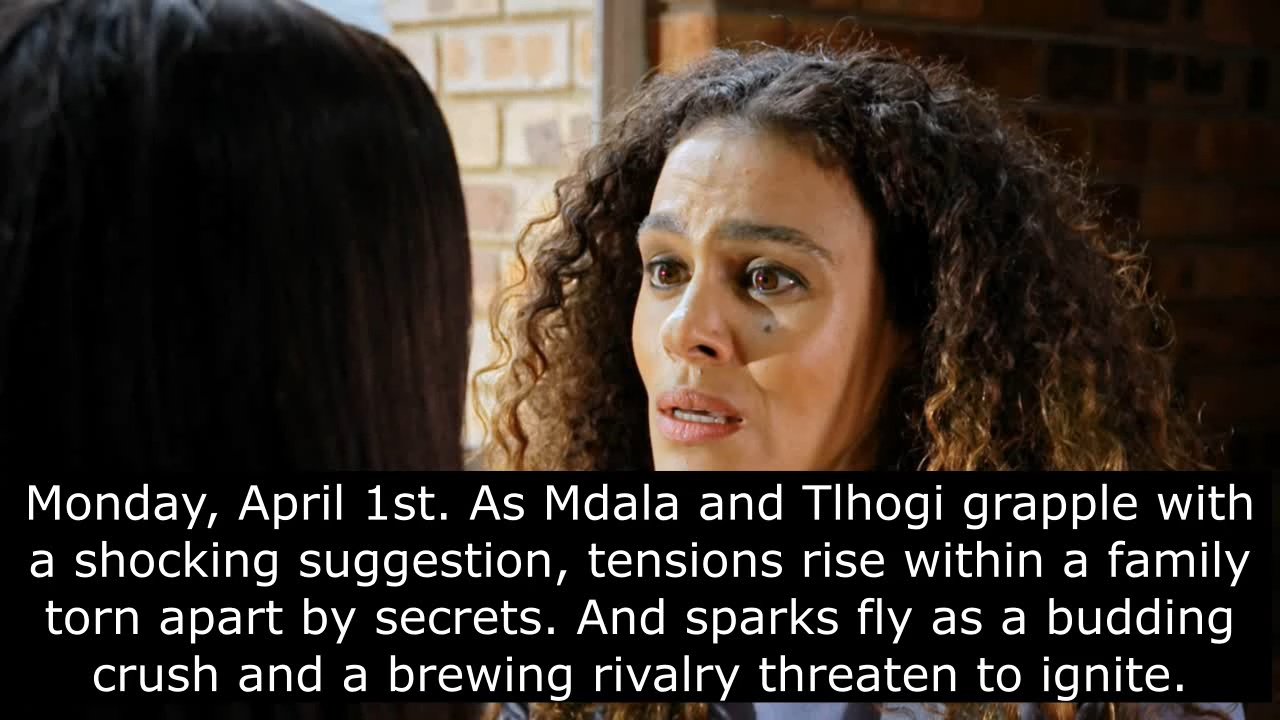 Monday, April 1st. As Mdala and Tlhogi grapple with
a shocking suggestion, tensions rise within a family
torn apart by secrets. And sparks fly as a budding
crush and a brewing rivalry threaten to ignite.